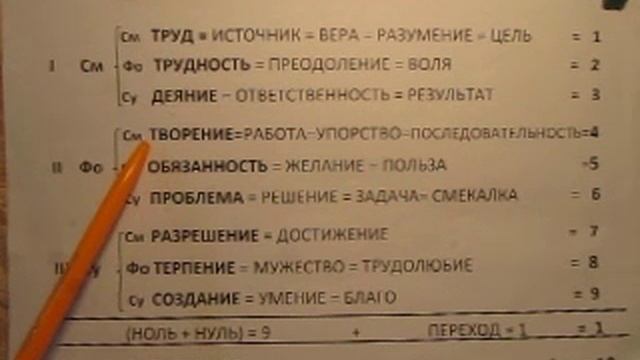 См ТРУД = ИСТОЧНИК = ВЕРА – РАЗУМЕНИЕ – ЦЕЛЬ = 1
I См Фо ТРУДНОСТЬ = ПРЕОДОЛЕНИЕ = ВОЛЯ = 2
Су ДЕЯНИЕ – ОТВЕТСТВЕННОСТЬ = РЕЗУЛЬТАТ = 3
См ТВОРЕНИЕ=РАБОТА–УПОРСТВО–ПОСЛЕДОВАТЕЛЬНОСТЬ=4
II Фо ОБЯЗАННОСТЬ = ЖЕЛАНИЕ – ПОЛЬЗА =5
Су ПРОБЛЕМА = РЕШЕНИЕ = ЗАДАЧА= СМЕКАЛКА = 6
См РАЗРЕШЕНИЕ = ДОСТИЖЕНИЕ = 7
Фо ТЕРПЕНИЕ = МУЖЕСТВО = ТРУДОЛЮБИЕ = 8
Су СОЗДАНИЕ = УМЕНИЕ = БЛАГО = 9
(НОЛЬ + НУЛЬ) = 9 + ПЕРЕХОД = 1 = 1